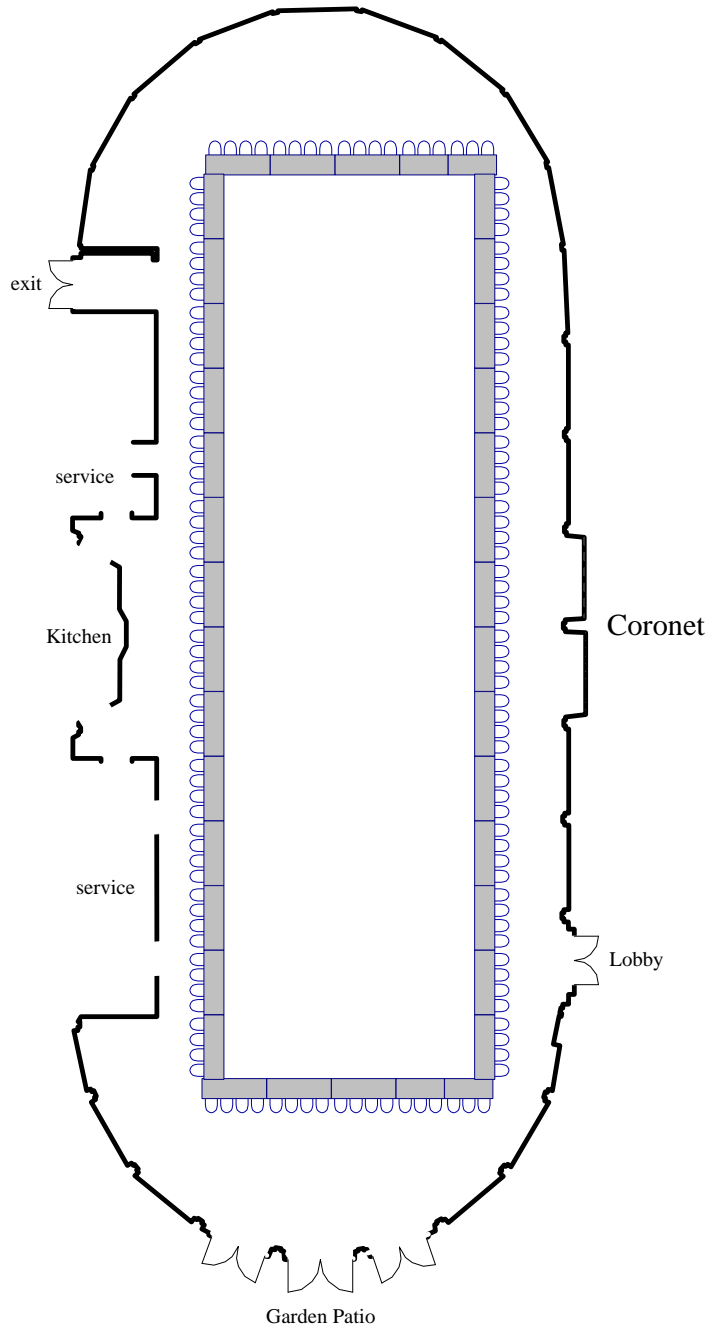 exit
service
Kitchen
Coronet
service
Lobby
Garden Patio